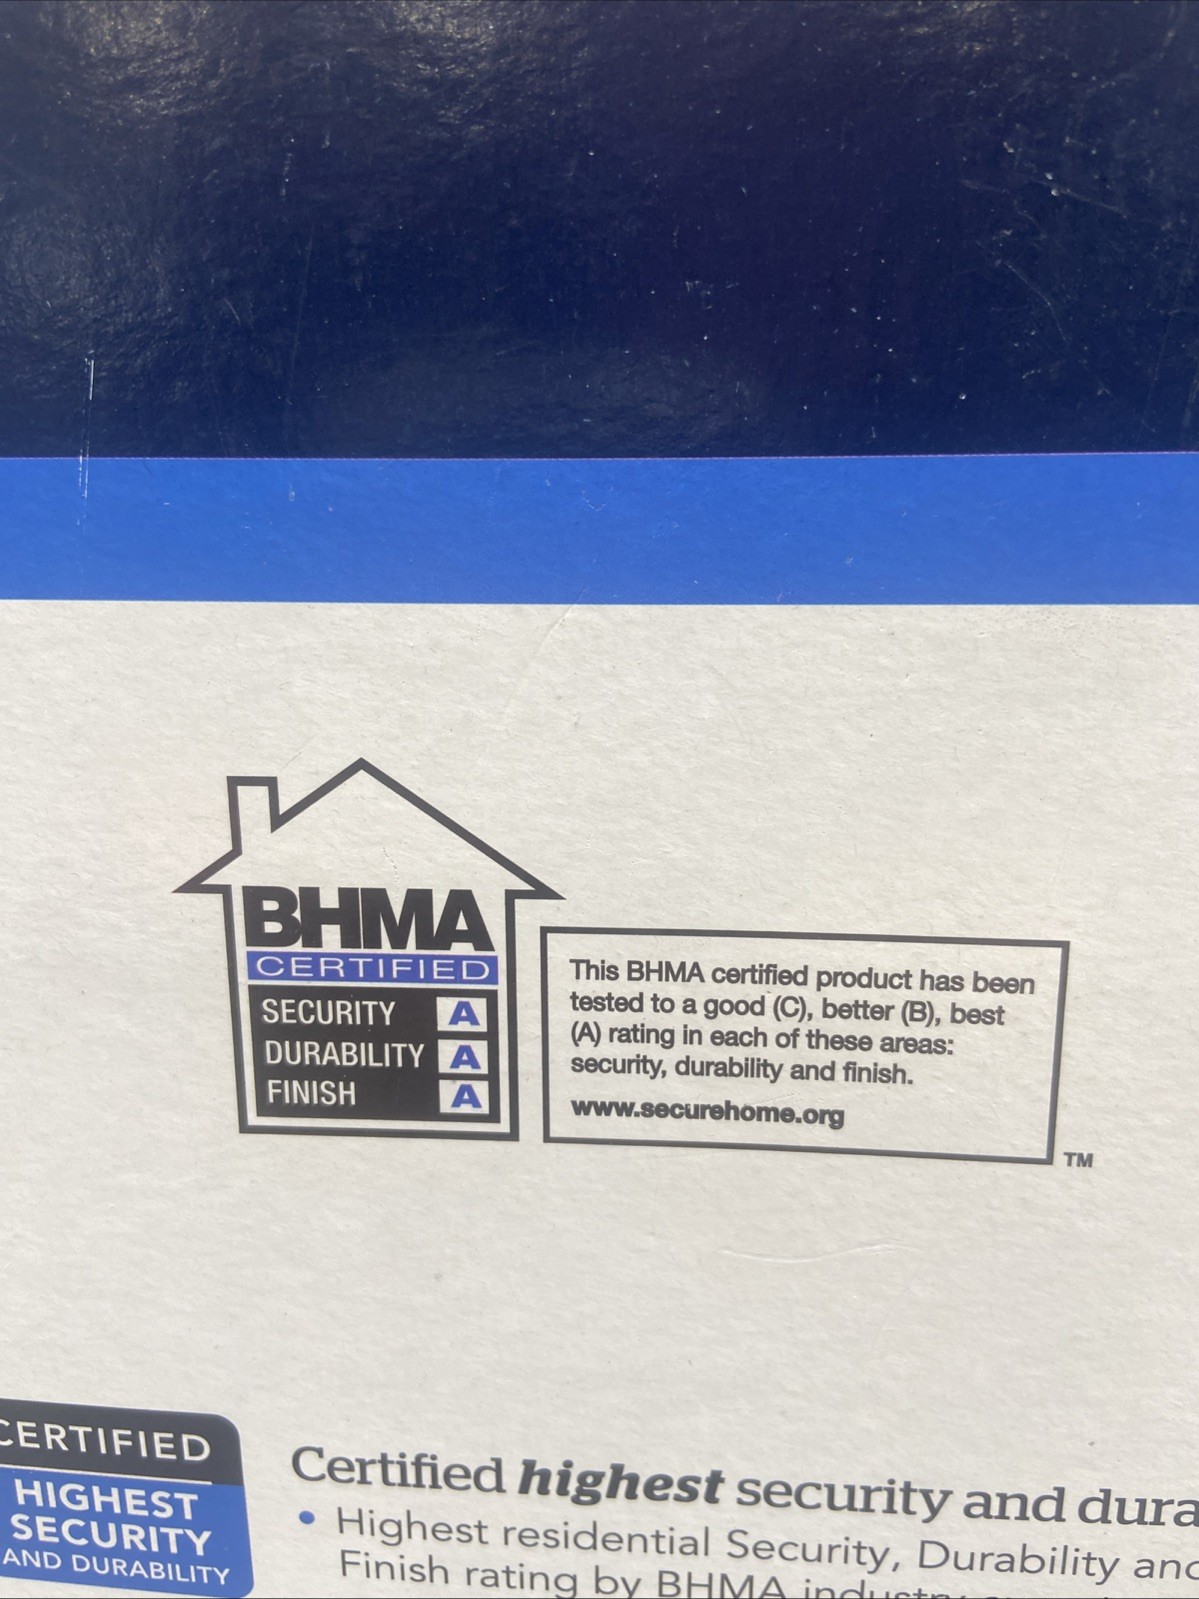 BHMA
CERTIFIED
SECURITY A
DURABILITY A
FINISH A
This BHMA certified product has been
tested to a good (C), better (B), best
(A) rating in each of these areas:
security, durability and finish.
www.securehome.org
TM
CERTIFIED
HIGHEST
SECURITY
AND DURABILITY
Certified highest security and dura
• Highest residential Security, Durability and
Finish rating by BHMA